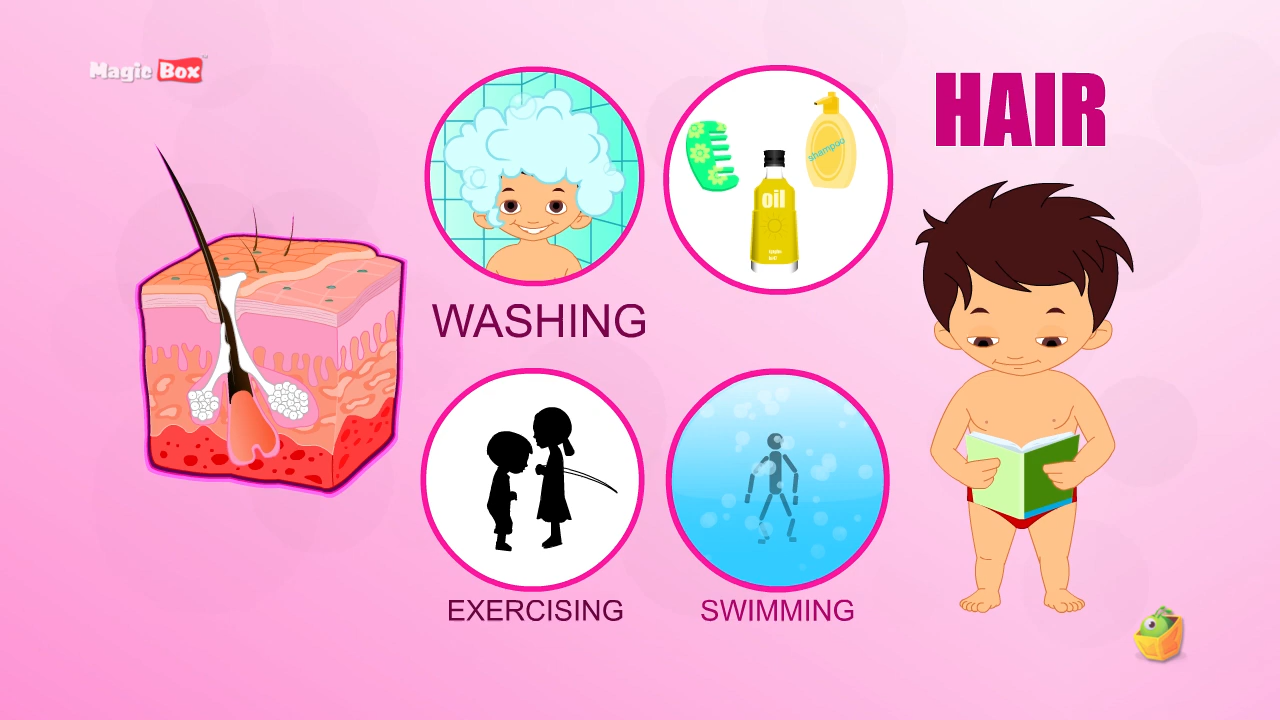 Magic Box
HAIR
shampoo
oil
WASHING
EXERCISING
SWIMMING